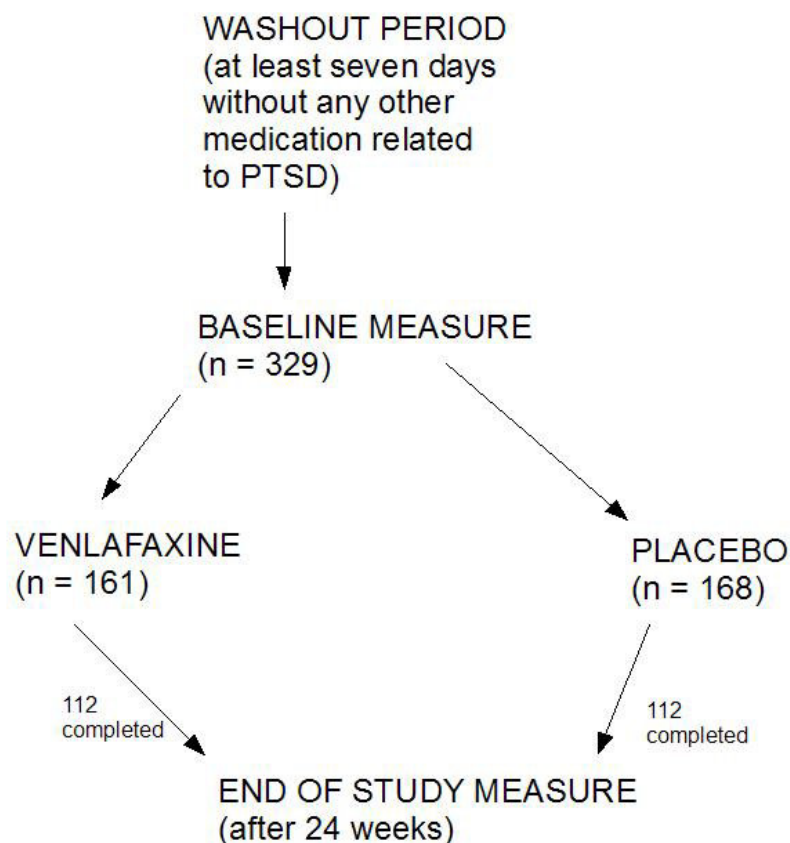 WASHOUT PERIOD
(at least seven days
without any other
medication related
to PTSD)
BASELINE MEASURE
(n = 329)
VENLAFAXINE
(n = 161)
PLACEBO
(n = 168)
112
completed
112
completed
END OF STUDY MEASURE
(after 24 weeks)